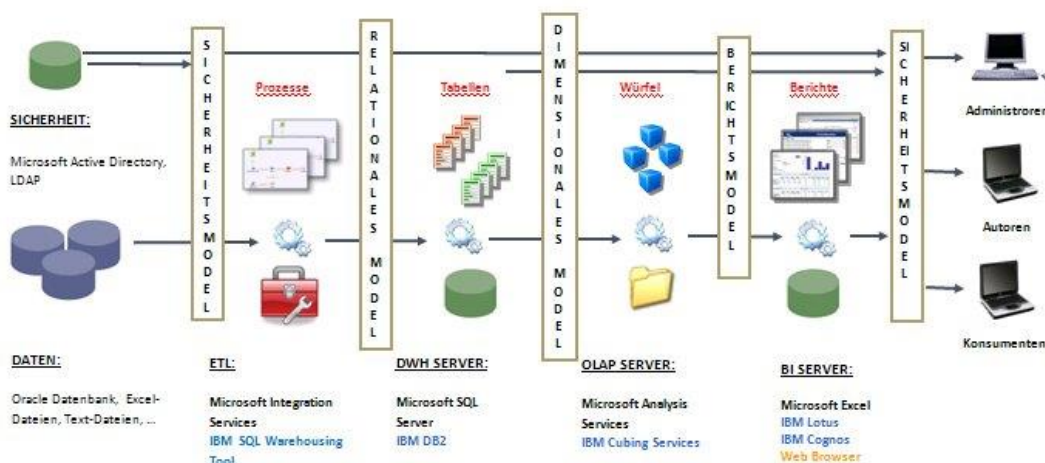 SICHERHEITSMODEL
RELATIONALES MODEL
DIMENSIONALES MODEL
BERICHTSMODEL
SICHERHEITSMODEL
Prozesse
Tabellen
Würfel
Berichte
Administroren
Autoren
Konsumenten
SICHERHEIT:
Microsoft Active Directory,
LDAP
DATEN:
Oracle Datenbank, Excel-
Dateien, Text-Dateien, ...
ETL:
Microsoft Integration
Services
IBM SQL Warehousing
Tool
DWH SERVER:
Microsoft SQL
Server
IBM DB2
OLAP SERVER:
Microsoft Analysis
Services
IBM Cubing Services
BI SERVER:
Microsoft Excel
IBM Lotus
IBM Cognos
Web Browser